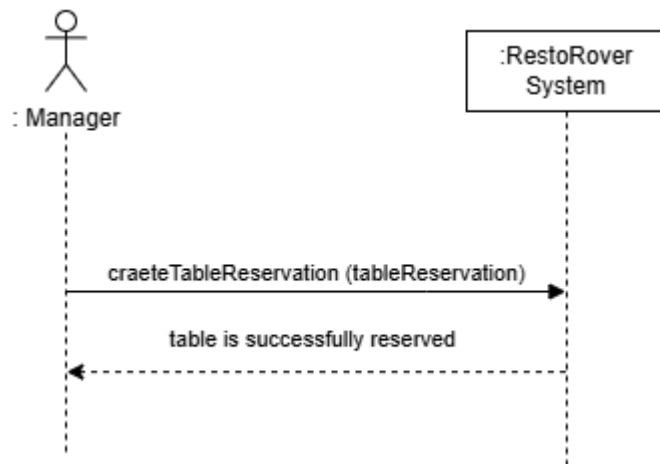 :RestoRover
System
: Manager
craeteTableReservation (tableReservation)
table is successfully reserved